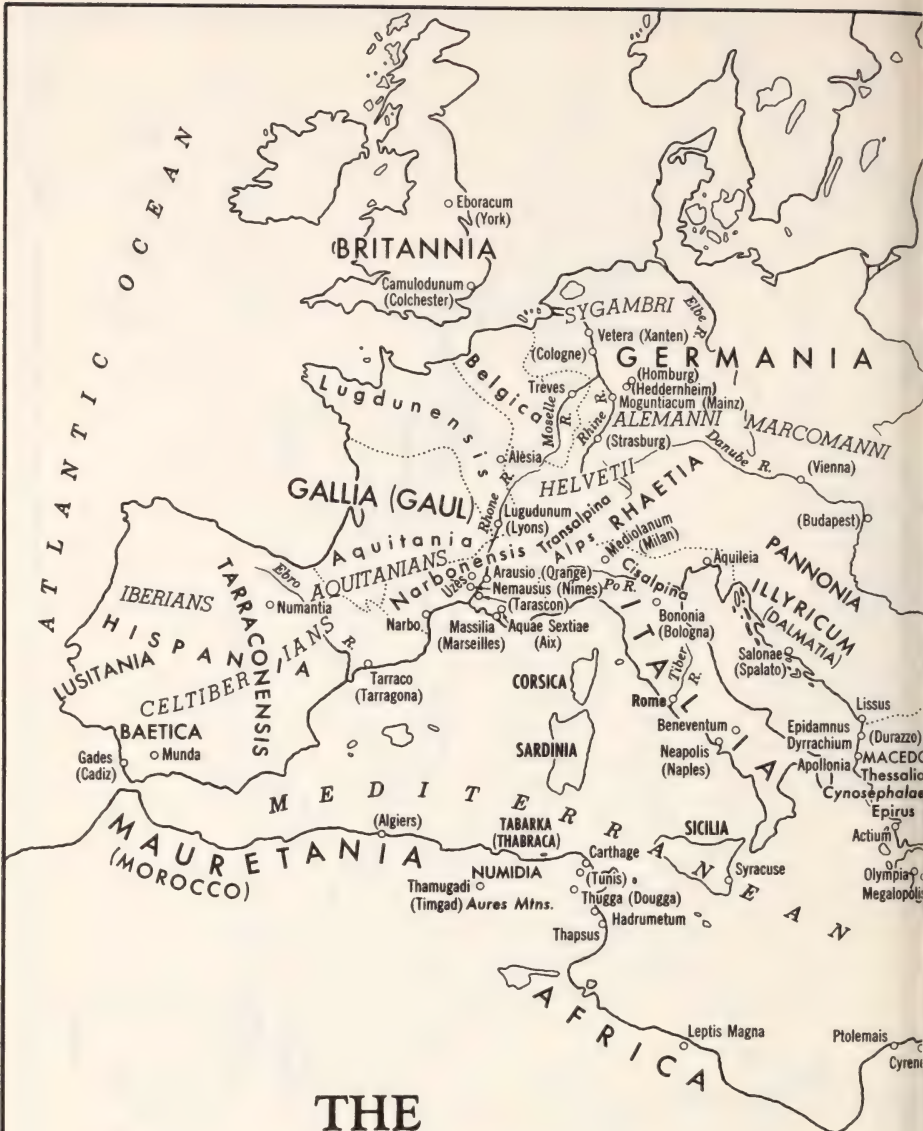 ATLANTIC OCEAN
Eboracum
(York)
BRITANNIA
Camulodunum
(Colchester)
SYGAMBRI
Elbe R.
Vetera (Xanten)
(Cologne)
GERMANIA
Belgica
Lugdunensis
Treves
(Homburg)
(Heddernheim)
Moguntiacum (Mainz)
Moselle R.
Rhine R.
ALEMANNI
MARCOMANNI
(Strasburg)
Danube R.
(Vienna)
Alesia
HELVETII
GALLIA (GAUL)
Rhone R.
Lugudunum
(Lyons)
Transalpina
Alps
RHAETIA
(Budapest)
Mediolanum
(Milan)
PANNONIA
Aquitania
AQUITANIANS
Narbonensis
Aquileia
Cisalpina
Po R.
ILLYRICUM
(DALMATIA)
Uzès
Arausio (Orange)
Nemausus (Nimes)
(Tarascon)
Narbo
Massilia
(Marseilles)
Aquae Sextiae
(Aix)
Bononia
(Bologna)
ITALIA
Salonae
(Spalato)
Ebro R.
TARRACONENSIS
IBERIANS
Numantia
HISPANIA
LUSITANIA
CELTIBERIANS
Tarraco
(Tarragona)
CORSICA
Tiber R.
Rome
Lissus
BAETICA
Munda
Gades
(Cadiz)
SARDINIA
Beneventum
Neapolis
(Naples)
Epidamnus
Dyrrachium
(Durazzo)
Apollonia
MACEDO
Thessalia
Cynosephalae
Epirus
Actium
MEDITERRANEAN
(Algiers)
TABARKA
(THABRACA)
SICILIA
MAURETANIA
(MOROCCO)
NUMIDIA
Carthage
(Tunis)
Syracuse
Olympia
Megalopolis
Thamugadi
(Timgad)
Aures Mtns.
Thugga (Dougga)
Hadrumetum
Thapsus
AFRICA
Leptis Magna
Ptolemais
Cyrene
THE